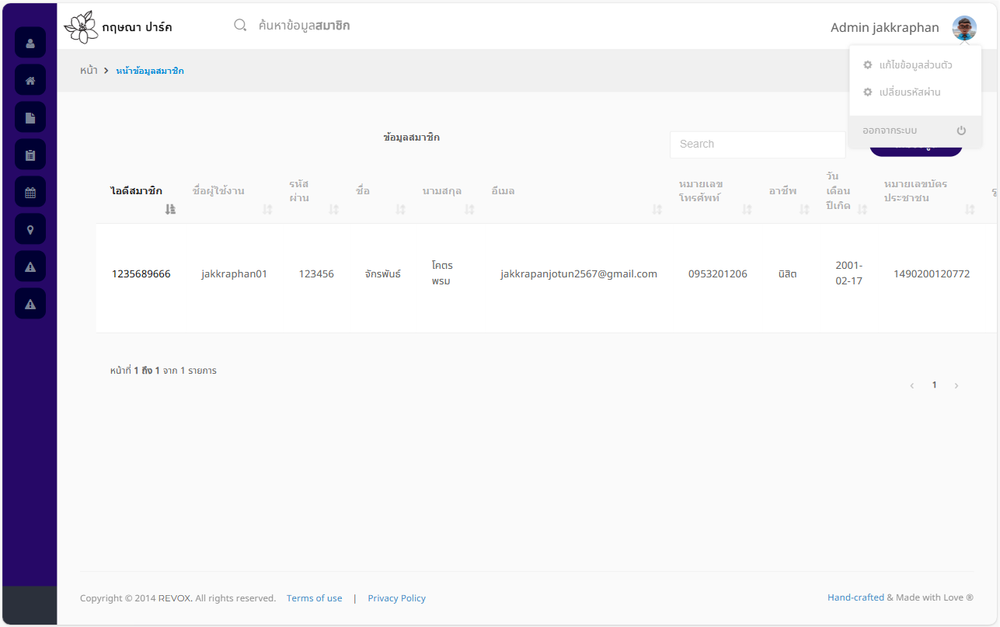 กฤษณา ปาร์ค
ค้นหาข้อมูลสมาชิก
Admin jakkraphan
หน้า > หน้าข้อมูลสมาชิก
แก้ไขข้อมูลส่วนตัว
เปลี่ยนรหัสผ่าน
ออกจากระบบ
ข้อมูลสมาชิก
Search
ไอดีสมาชิก ชื่อผู้ใช้งาน รหัสผ่าน ชื่อ นามสกุล อีเมล หมายเลขโทรศัพท์ อาชีพ วันเดือนปีเกิด หมายเลขบัตรประชาชน
1235689666 jakkraphan01 123456 จักรพันธ์ โคตรพรม jakkrapanjotun2567@gmail.com 0953201206 นิสิต 2001-02-17 1490200120772
หน้าที่ 1 ถึง 1 จาก 1 รายการ
‹ 1 ›
Copyright © 2014 REVOX. All rights reserved. Terms of use | Privacy Policy
Hand-crafted & Made with Love ®